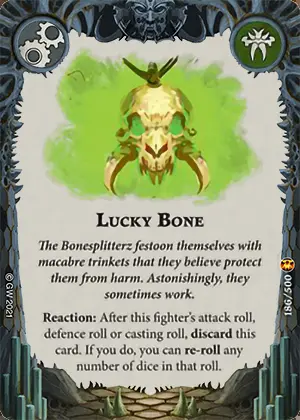 LUCKY BONE
The Bonesplitterz festoon themselves with
macabre trinkets that they believe protect
them from harm. Astonishingly, they
sometimes work.
Reaction: After this fighter's attack roll,
defence roll or casting roll, discard this
card. If you do, you can re-roll any
number of dice in that roll.
© GW 2021
186/500